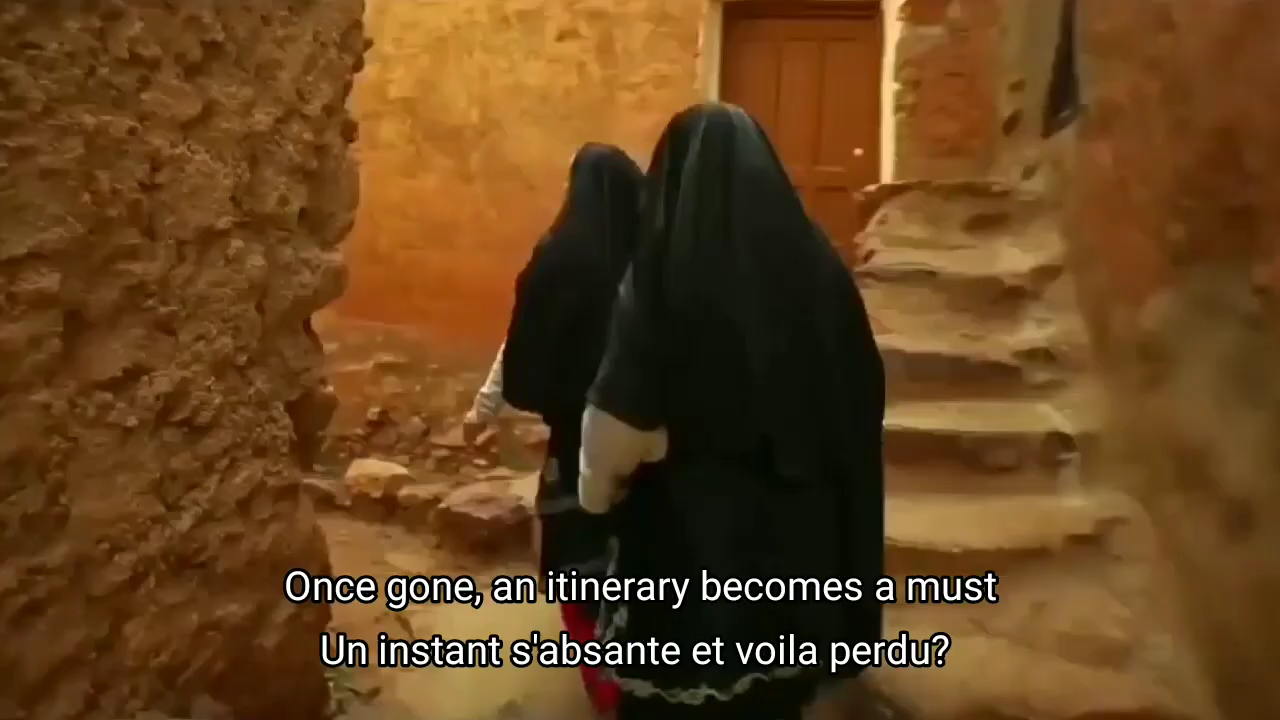 Once gone, an itinerary becomes a must
Un instant s'absante et voila perdu?